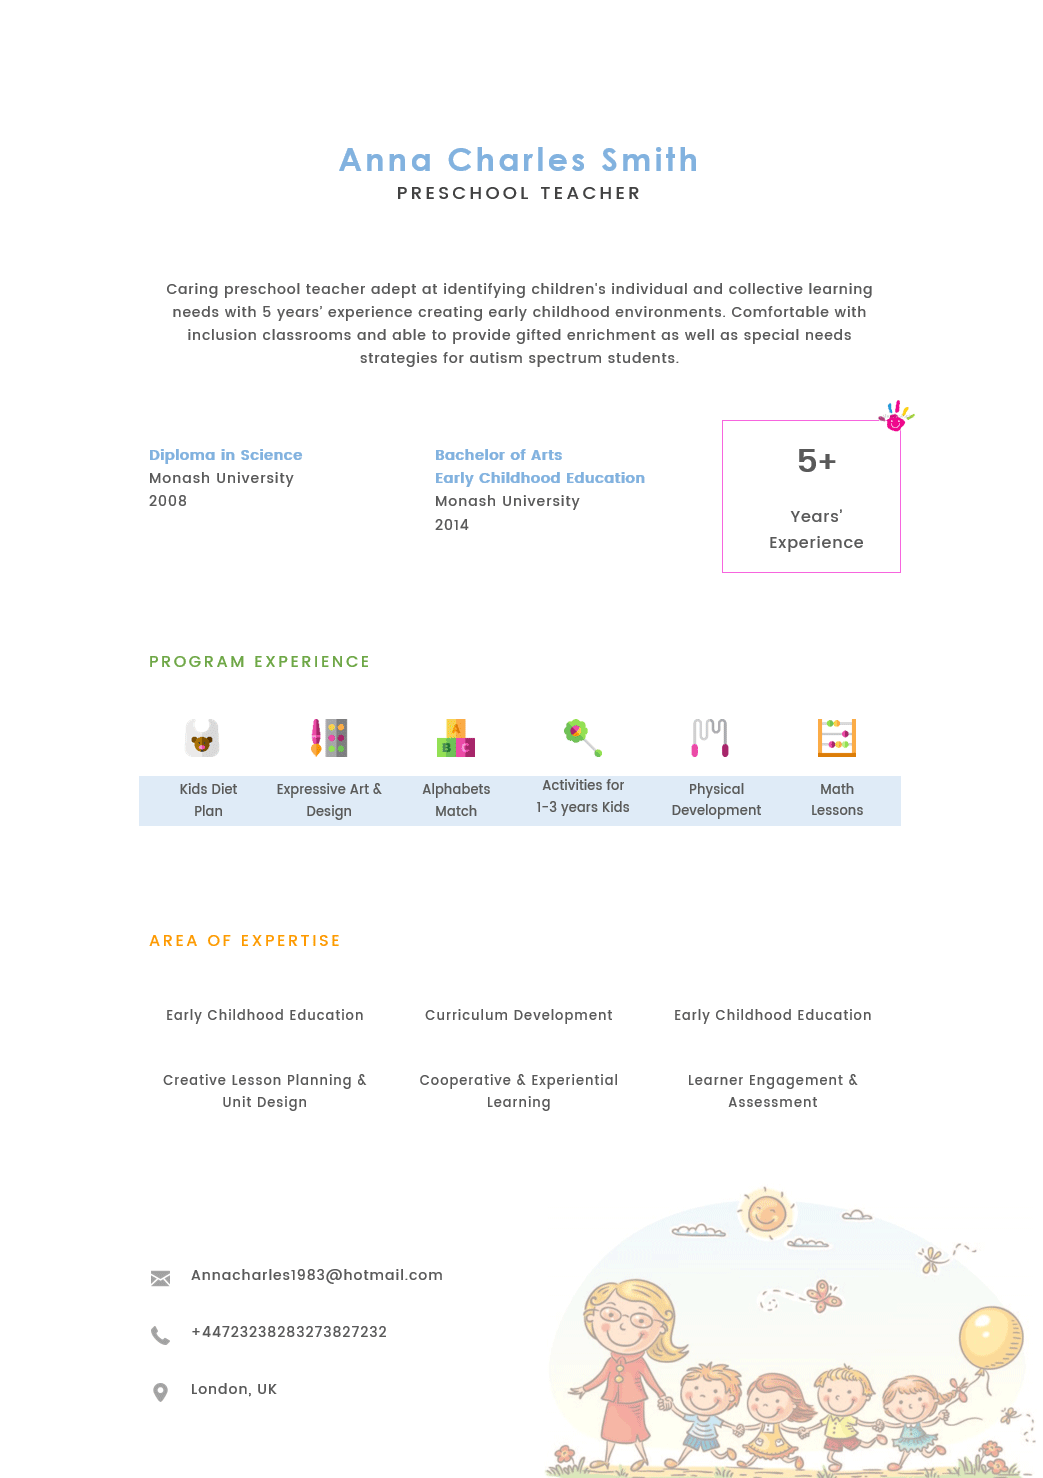 Anna Charles Smith
PRESCHOOL TEACHER
Caring preschool teacher adept at identifying children's individual and collective learning
needs with 5 years' experience creating early childhood environments. Comfortable with
inclusion classrooms and able to provide gifted enrichment as well as special needs
strategies for autism spectrum students.
Diploma in Science
Monash University
2008
Bachelor of Arts
Early Childhood Education
Monash University
2014
5+
Years'
Experience
PROGRAM EXPERIENCE
A
B C
Kids Diet
Plan
Expressive Art &
Design
Alphabets
Match
Activities for
1-3 years Kids
Physical
Development
Math
Lessons
AREA OF EXPERTISE
Early Childhood Education
Curriculum Development
Early Childhood Education
Creative Lesson Planning &
Unit Design
Cooperative & Experiential
Learning
Learner Engagement &
Assessment
Annacharles1983@hotmail.com
+44723238283273827232
London, UK